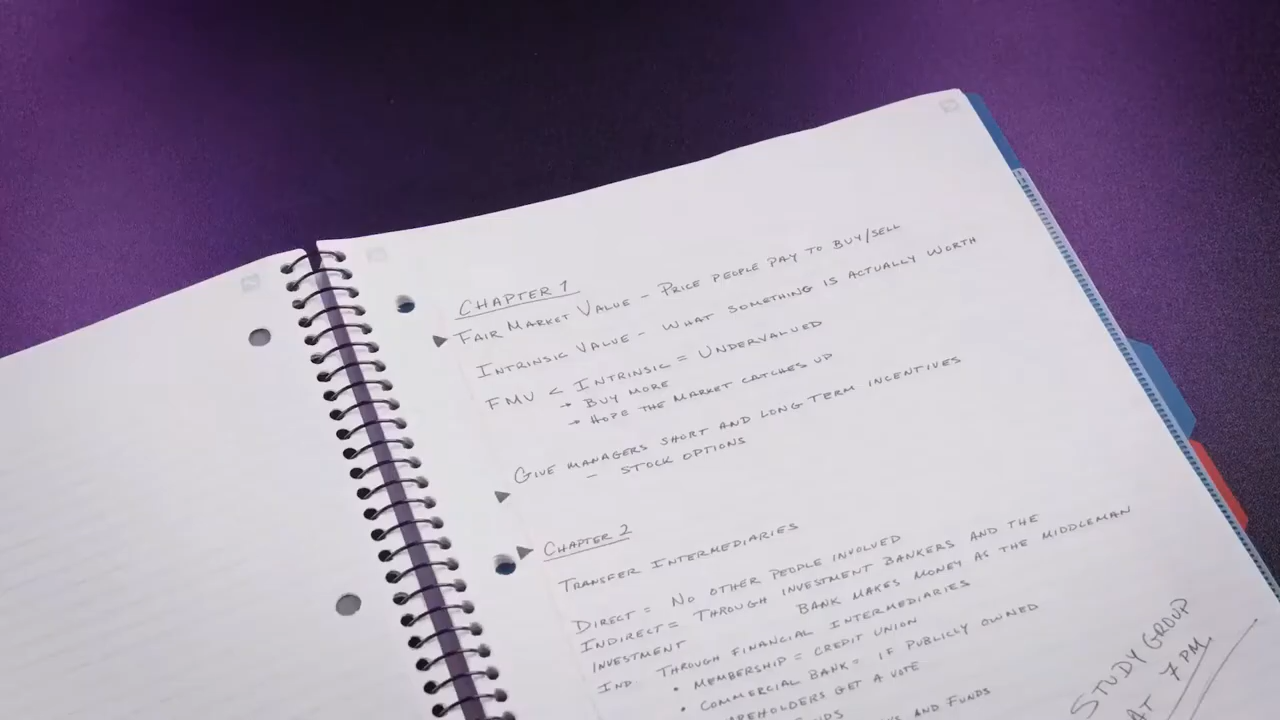 CHAPTER 1
FAIR MARKET VALUE - PRICE PEOPLE PAY TO BUY/SELL
INTRINSIC VALUE - WHAT SOMETHING IS ACTUALLY WORTH
FMV < INTRINSIC = UNDERVALUED
→ BUY MORE
→ HOPE THE MARKET CATCHES UP
GIVE MANAGERS SHORT AND LONG TERM INCENTIVES
- STOCK OPTIONS
CHAPTER 2
TRANSFER INTERMEDIARIES
DIRECT = NO OTHER PEOPLE INVOLVED
INDIRECT = THROUGH INVESTMENT BANKERS AND THE
INVESTMENT BANK MAKES MONEY AS THE MIDDLEMAN
IND. THROUGH FINANCIAL INTERMEDIARIES
• MEMBERSHIP = CREDIT UNION
• COMMERCIAL BANK = IF PUBLICLY OWNED
GET A VOTE
AND FUNDS
STUDY GROUP
AT 7 PM